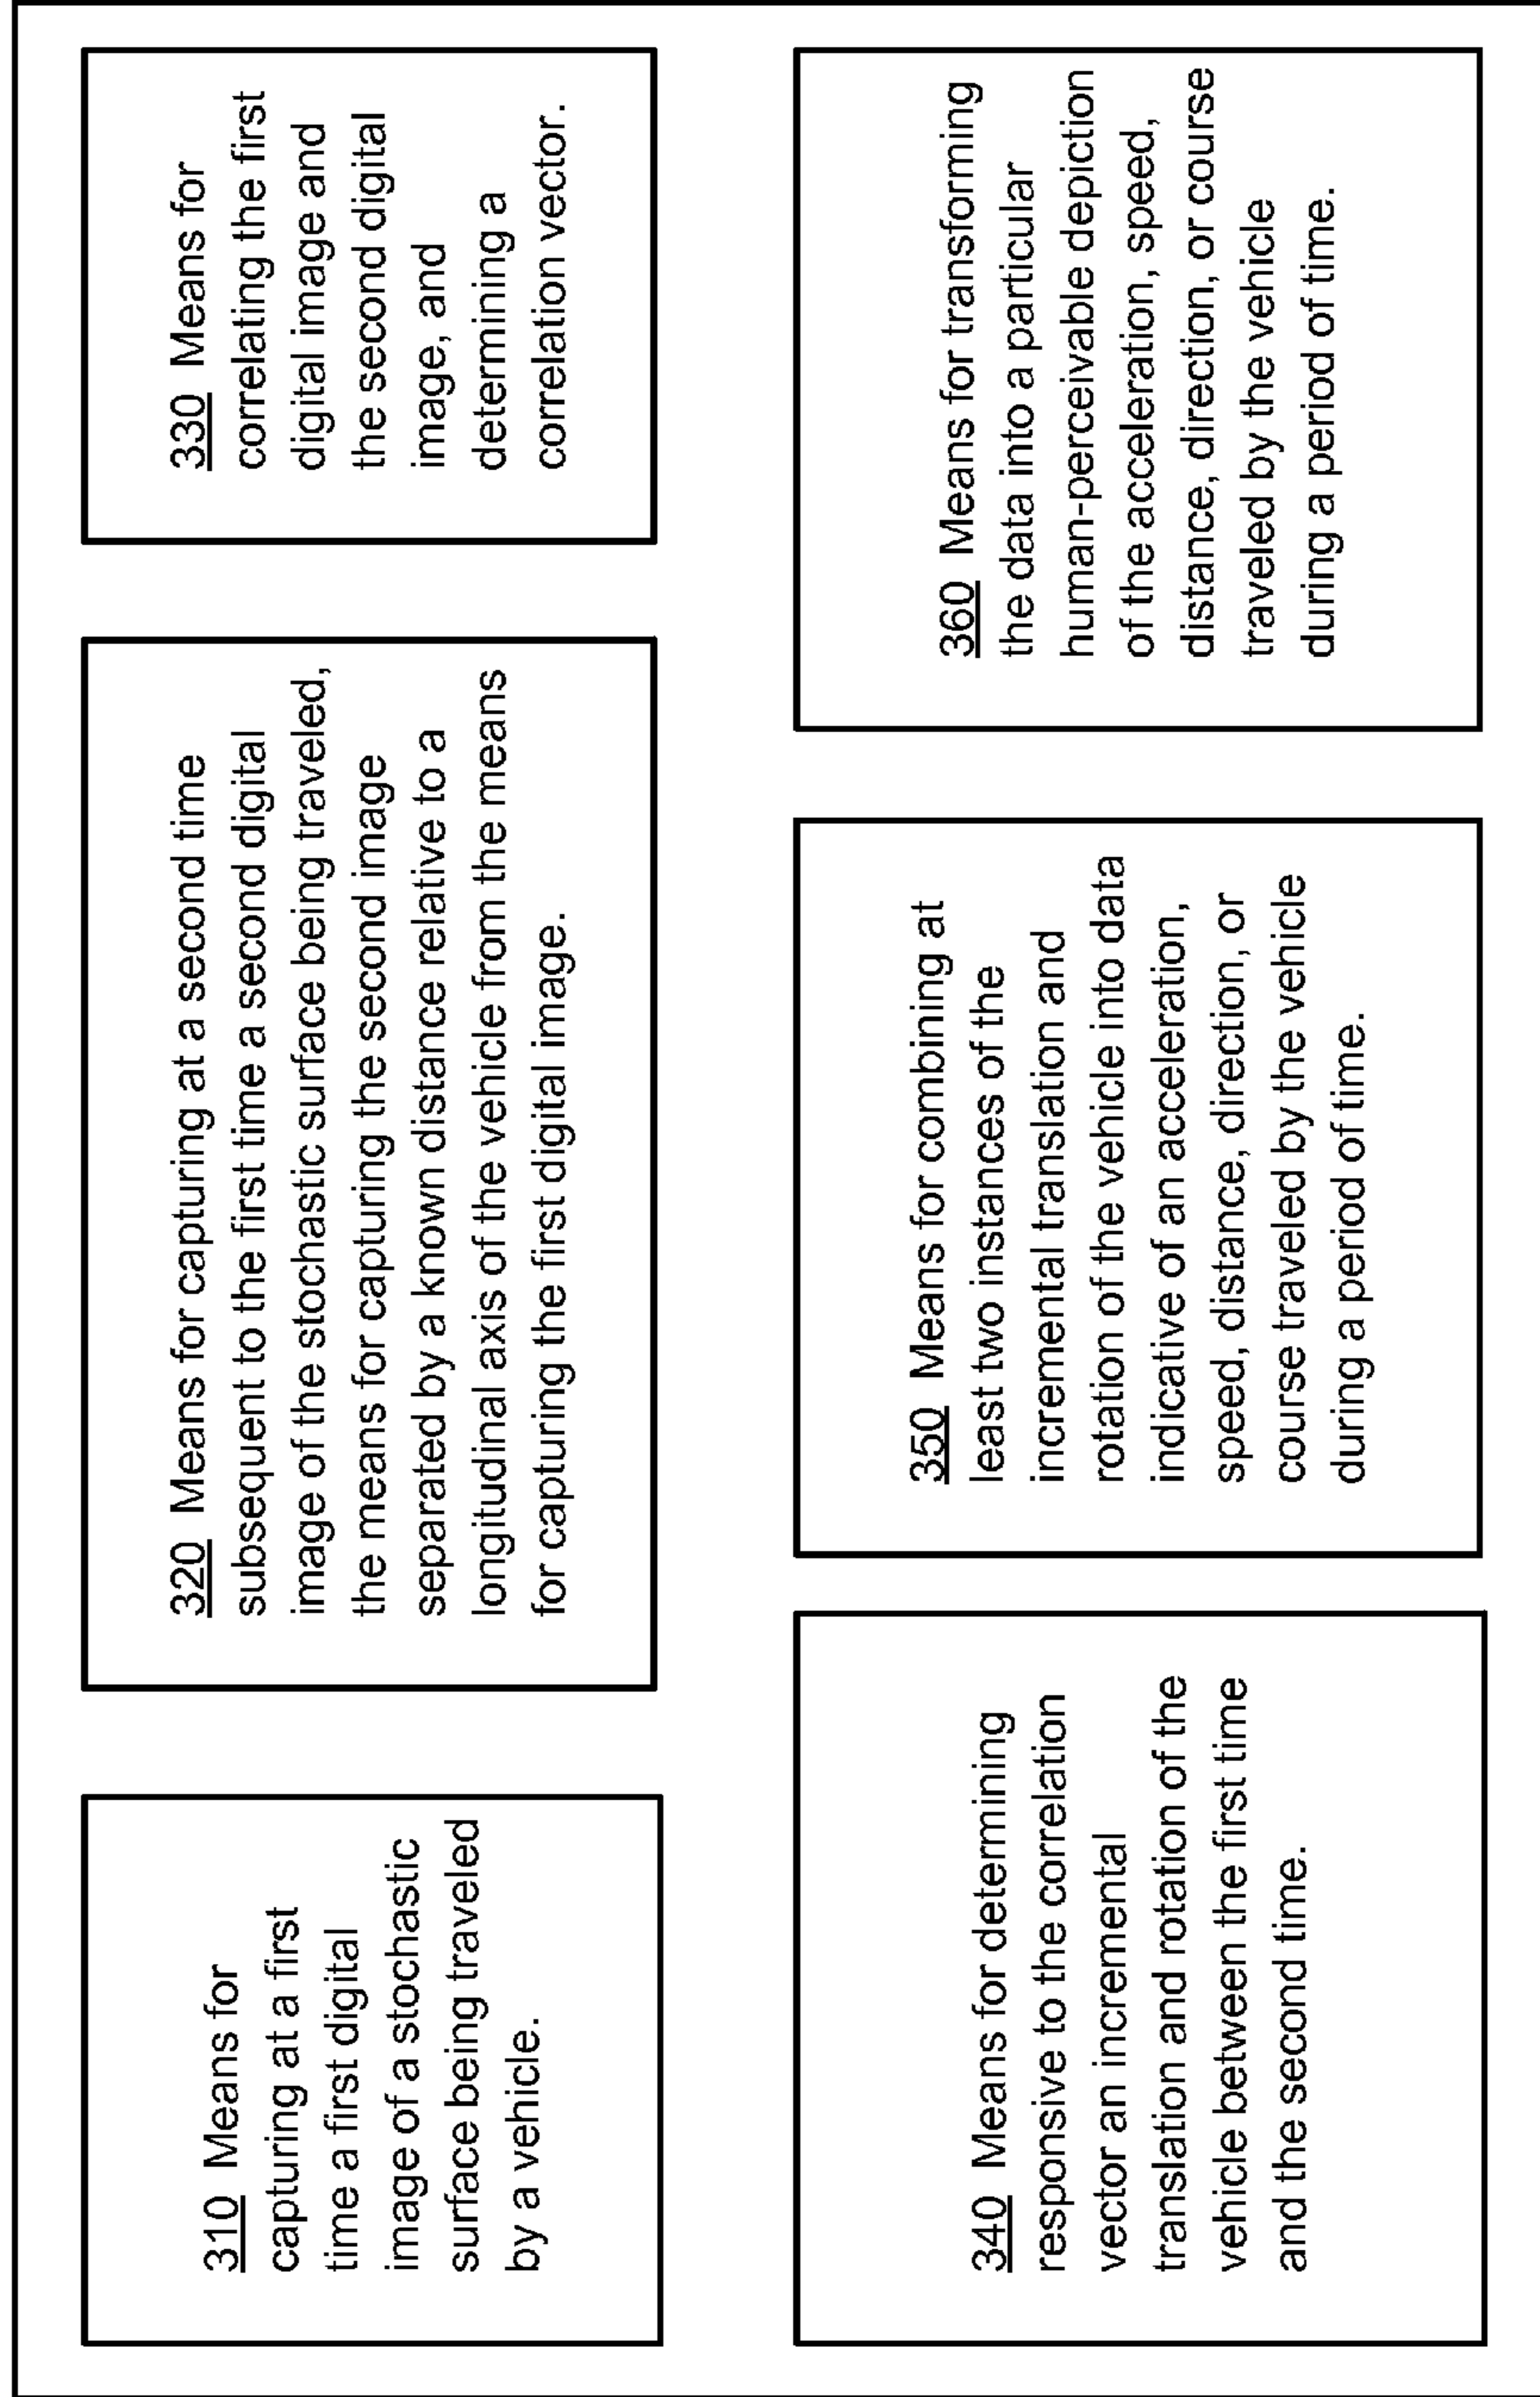 310 Means for
capturing at a first
time a first digital
image of a stochastic
surface being traveled
by a vehicle.
320 Means for capturing at a second time
subsequent to the first time a second digital
image of the stochastic surface being traveled,
the means for capturing the second image
separated by a known distance relative to a
longitudinal axis of the vehicle from the means
for capturing the first digital image.
330 Means for
correlating the first
digital image and
the second digital
image, and
determining a
correlation vector.
340 Means for determining
responsive to the correlation
vector an incremental
translation and rotation of the
vehicle between the first time
and the second time.
350 Means for combining at
least two instances of the
incremental translation and
rotation of the vehicle into data
indicative of an acceleration,
speed, distance, direction, or
course traveled by the vehicle
during a period of time.
360 Means for transforming
the data into a particular
human-perceivable depiction
of the acceleration, speed,
distance, direction, or course
traveled by the vehicle
during a period of time.